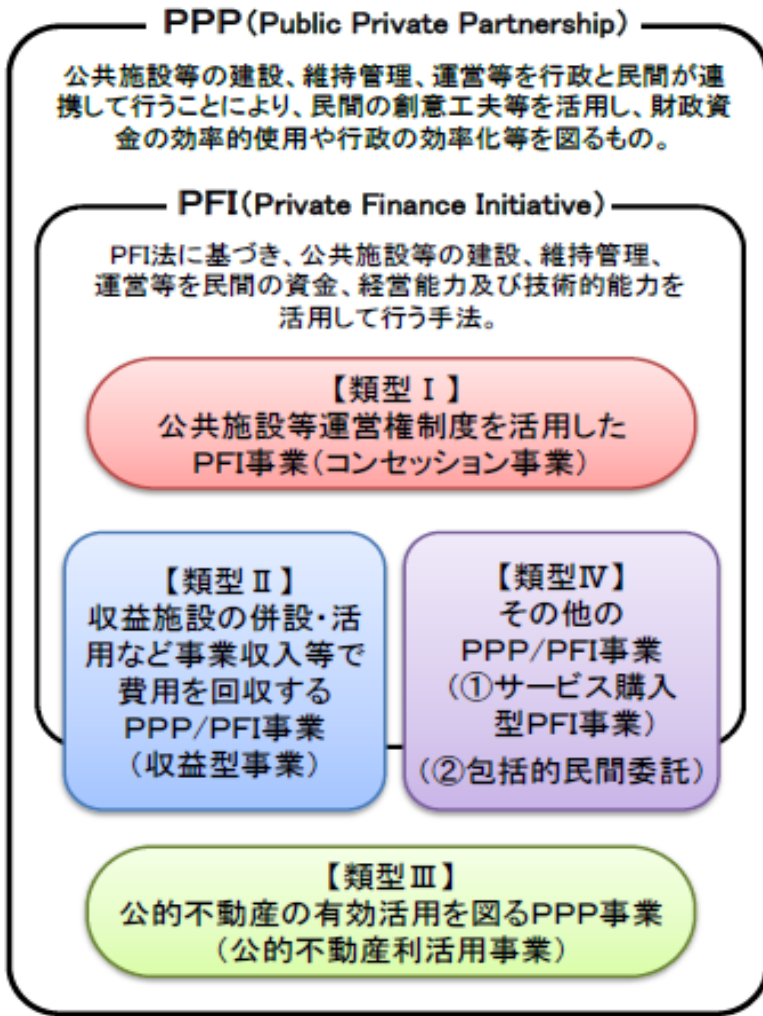 PPP(Public Private Partnership)
公共施設等の建設、維持管理、運営等を行政と民間が連
携して行うことにより、民間の創意工夫等を活用し、財政資
金の効率的使用や行政の効率化等を図るもの。
PFI(Private Finance Initiative)
PFI法に基づき、公共施設等の建設、維持管理、
運営等を民間の資金、経営能力及び技術的能力を
活用して行う手法。
【類型Ⅰ】
公共施設等運営権制度を活用した
PFI事業(コンセッション事業)
【類型Ⅱ】
収益施設の併設・活
用など事業収入等で
費用を回収する
PPP/PFI事業
(収益型事業)
【類型Ⅳ】
その他の
PPP/PFI事業
(①サービス購入
型PFI事業)
(②包括的民間委託)
【類型Ⅲ】
公的不動産の有効活用を図るPPP事業
(公的不動産利活用事業)